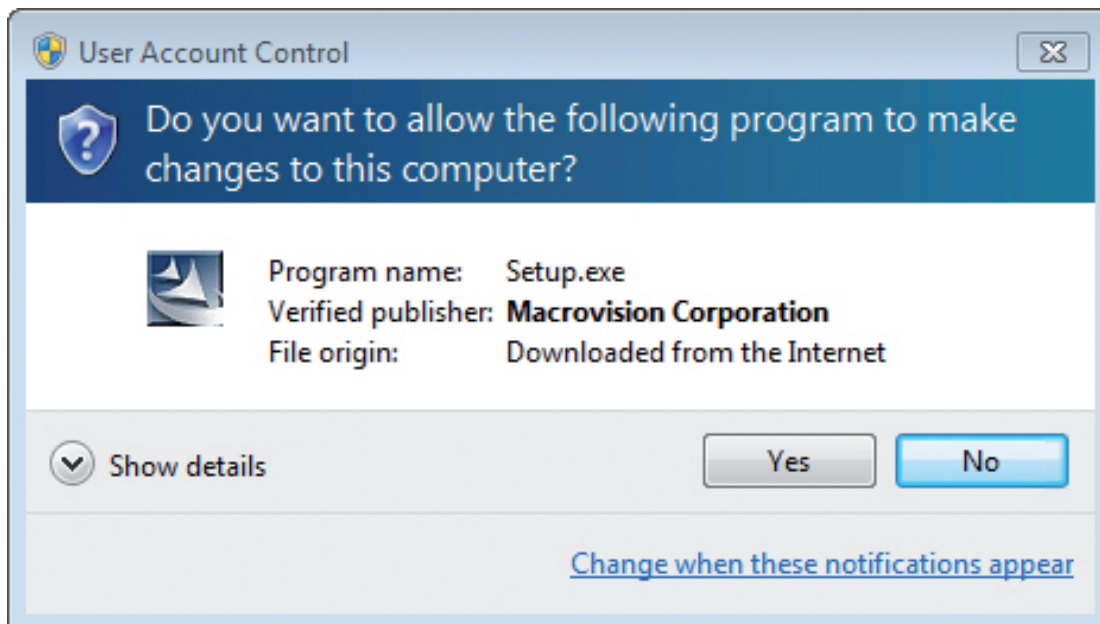 User Account Control
Do you want to allow the following program to make
changes to this computer?
Program name: Setup.exe
Verified publisher: Macrovision Corporation
File origin: Downloaded from the Internet
Show details
Yes
No
Change when these notifications appear